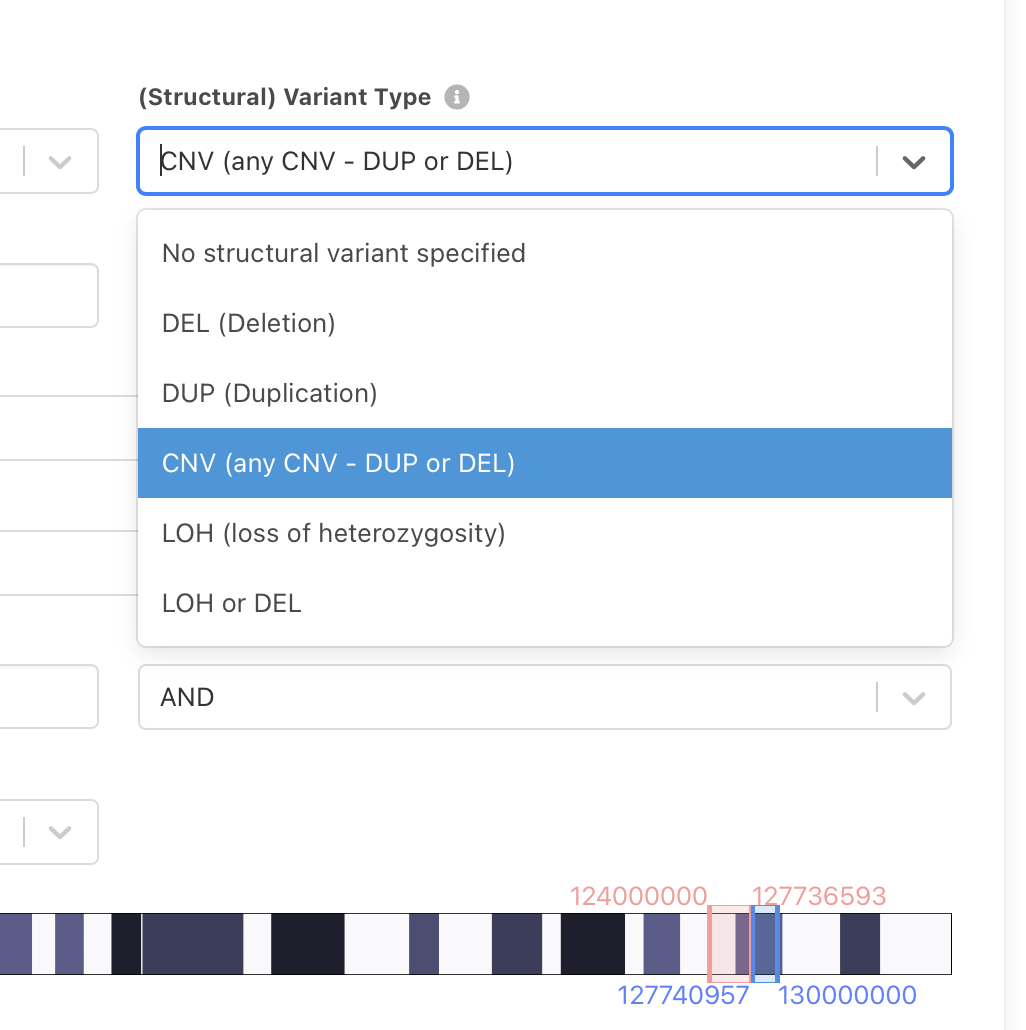 (Structural) Variant Type
CNV (any CNV - DUP or DEL)
No structural variant specified
DEL (Deletion)
DUP (Duplication)
CNV (any CNV - DUP or DEL)
LOH (loss of heterozygosity)
LOH or DEL
AND
124000000 127736593
127740957 130000000